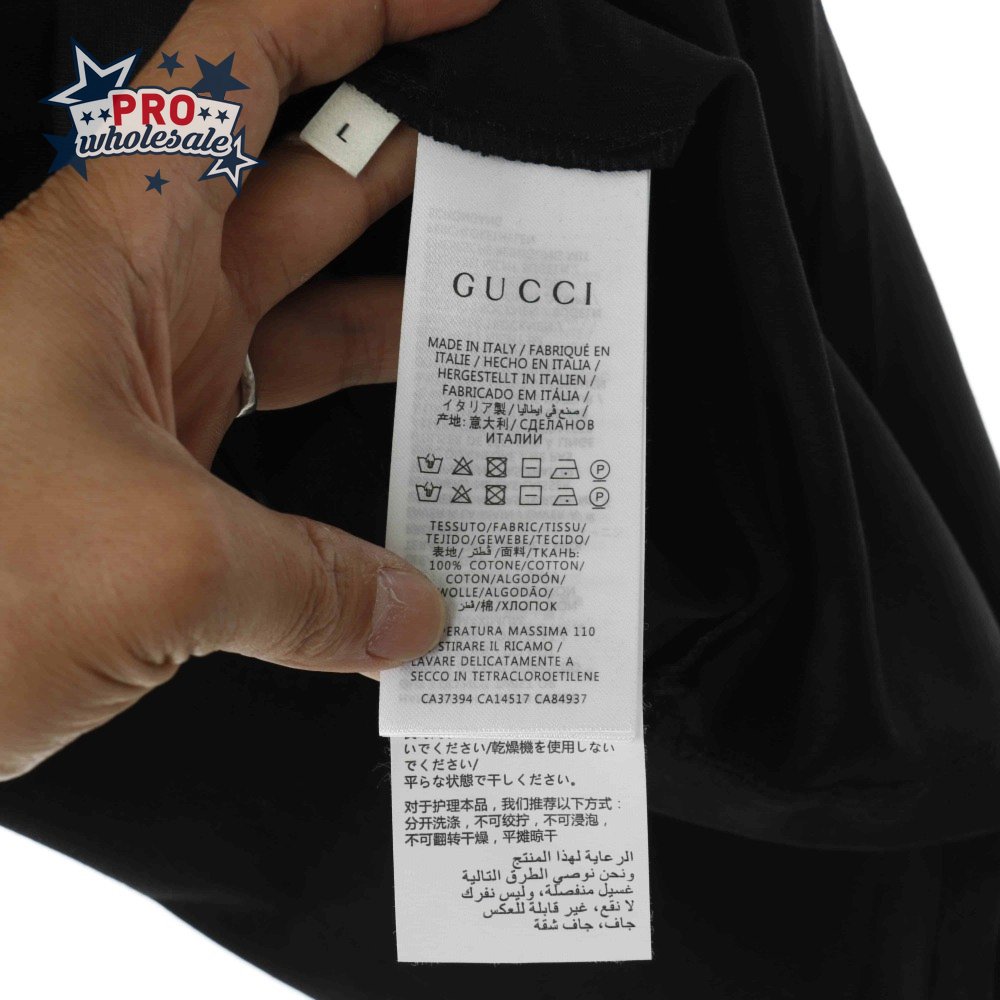 PRO
wholesale
L
GUCCI
MADE IN ITALY / FABRIQUÉ EN
ITALIE / HECHO EN ITALIA /
HERGESTELLT IN ITALIEN /
FABRICADO EM ITÁLIA /
イタリア製 / صنع في ايطاليا /
产地: 意大利 / СДЕЛАНОВ
ИТАЛИИ
P
P
TESSUTO/FABRIC/TISSU/
TEJIDO/GEWEBE/TECIDO/
表地/ قطتر /面料/ТКАНЬ:
100% COTONE/COTTON/
COTON/ALGODÓN/
WOLLE/ALGODÃO/
قطر/棉/ХЛОПОК
PERATURA MASSIMA 110
STIRARE IL RICAMO /
LAVARE DELICATAMENTE A
SECCO IN TETRACLOROETILENE
CA37394 CA14517 CA84937
いでください/乾燥機を使用しない
でください/
平らな状態で干しください。
对于护理本品，我们推荐以下方式：
分开洗涤，不可绞拧，不可浸泡，
不可翻转干燥，平摊晾干
الرعاية لهذا المنتج
ونحن نوصي الطرق التالية
غسيل منفصلة، وليس نفرك
لا نقع، غير قابلة للعكس
جاف، جاف شقة